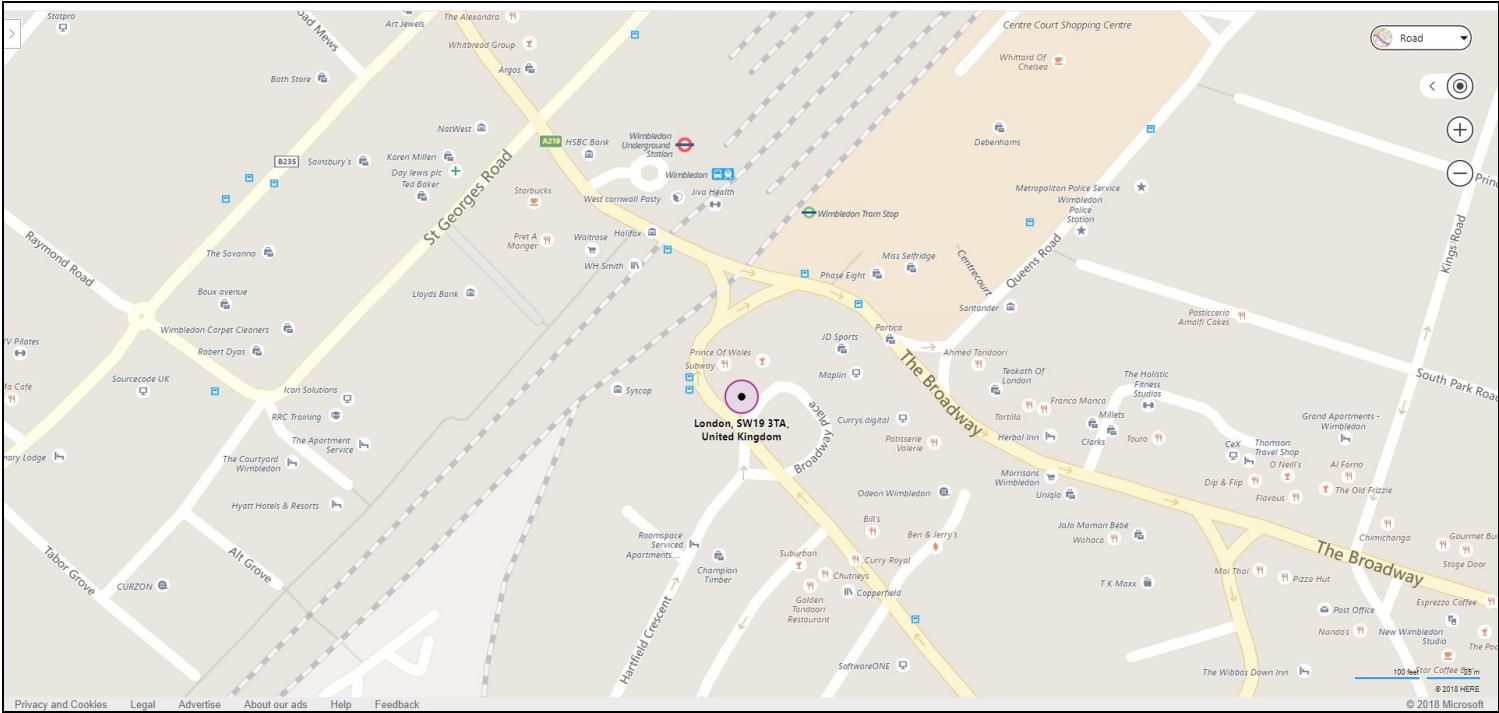 Statpro
Road Mews
Art Jewels
The Alexandra
Whitbread Group
Argos
Bath Store
Centre Court Shopping Centre
Whittard Of
Chelsea
Road
NatWest
A219
HSBC Bank
Wimbledon
Underground
Station
Debenhams
B235
Sainsbury's
Karen Millen
Day lewis plc
Ted Baker
St Georges Road
Starbucks
Wimbledon
West cornwall Pasty
Jiva Health
Metropolitan Police Service
Wimbledon
Police
Station
Wimbledon Tram Stop
Raymond Road
The Savanna
Pret A
Manger
Waitrose
Halifax
WH Smith
Miss Selfridge
Phase Eight
Centrecourt
Queens Road
Kings Road
Boux avenue
Lloyds Bank
Santander
Pasticceria
Amalfi Cakes
Wimbledon Carpet Cleaners
Robert Dyas
JD Sports
Partica
Prince Of Wales
Subway
Maplin
Ahmed Tandoori
Teokath Of
London
The Holistic
Fitness
Studios
South Park Road
Sourcecode UK
Icon Solutions
Syscap
RRC Training
London, SW19 3TA,
United Kingdom
Broadway Place
Currys.digital
The Broadway
Tortilla
Franco Manca
Millets
Clarks
Touro
Grand Apartments -
Wimbledon
The Apartment
Service
The Courtyard
Wimbledon
Patisserie
Valerie
Herbal Inn
CeX
Thomson
Travel Shop
O'Neill's
Al Forno
Dip & Flip
Flavous
The Old Frizzle
Hyatt Hotels & Resorts
Morrisons
Wimbledon
Uniqlo
Odeon Wimbledon
Tabor Grove
Alt Grove
CURZON
Roomspace
Serviced
Apartments ...
Champion
Timber
Suburban
Bill's
Ben & Jerry's
Curry Royal
Chutneys
Copperfield
Golden
Tandoori
Restaurant
JoJo Maman Bébé
Wahaca
Chimichanga
Stage Door
The Broadway
Mai Thai
Pizza Hut
T K Maxx
Post Office
Esprezza Coffee
Nando's
New Wimbledon
Studio
Hartfield Crescent
SoftwareONE
The Wibbas Down Inn
Star Coffee
100 feet
25 m
© 2018 HERE
Privacy and Cookies
Legal
Advertise
About our ads
Help
Feedback
© 2018 Microsoft